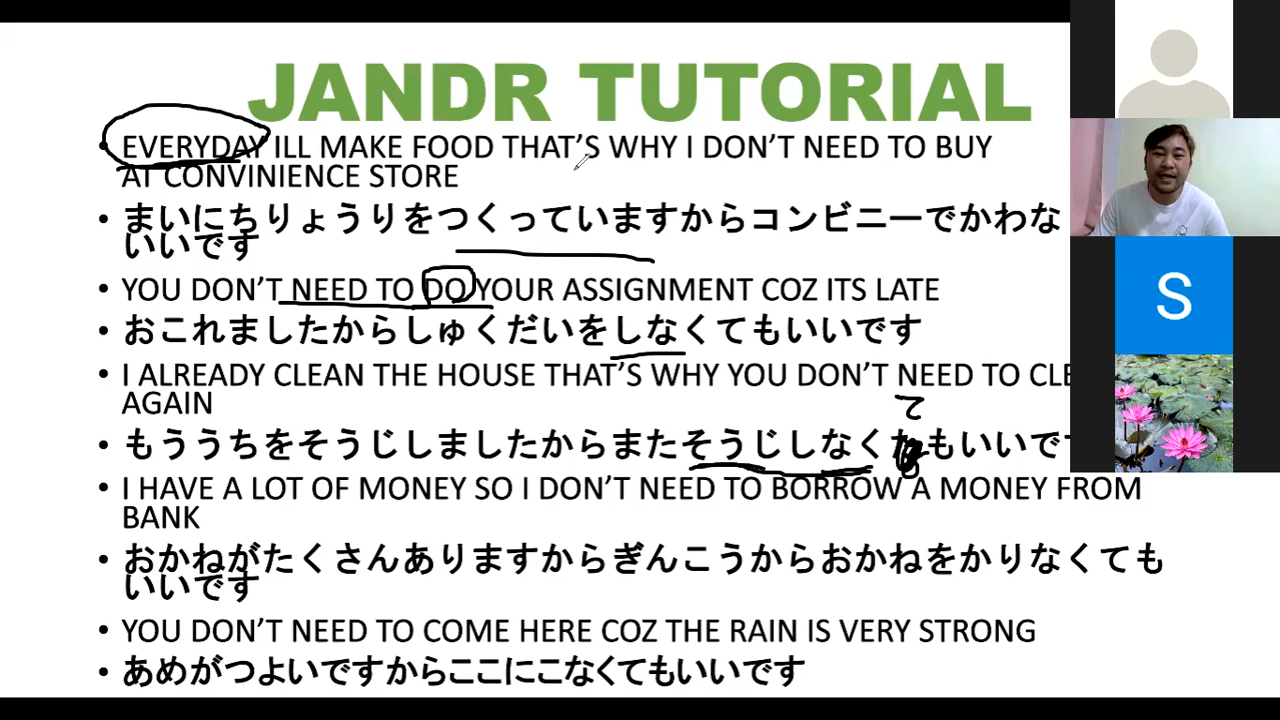 JANDR TUTORIAL
• EVERYDAY ILL MAKE FOOD THAT'S WHY I DON'T NEED TO BUY
AT CONVINIENCE STORE
• まいにちりょうりをつくっていますからコンビニーでかわな
いいです
• YOU DON'T NEED TO DO YOUR ASSIGNMENT COZ ITS LATE
• おこれましたからしゅくだいをしなくてもいいです
• I ALREADY CLEAN THE HOUSE THAT'S WHY YOU DON'T NEED TO
AGAIN
て
• もううちをそうじしましたからまたそうじしなく もいいで
• I HAVE A LOT OF MONEY SO I DON'T NEED TO BORROW A MONEY FROM
BANK
• おかねがたくさんありますからぎんこうからおかねをかりなくても
いいです
• YOU DON'T NEED TO COME HERE COZ THE RAIN IS VERY STRONG
• あめがつよいですからここにこなくてもいいです
S